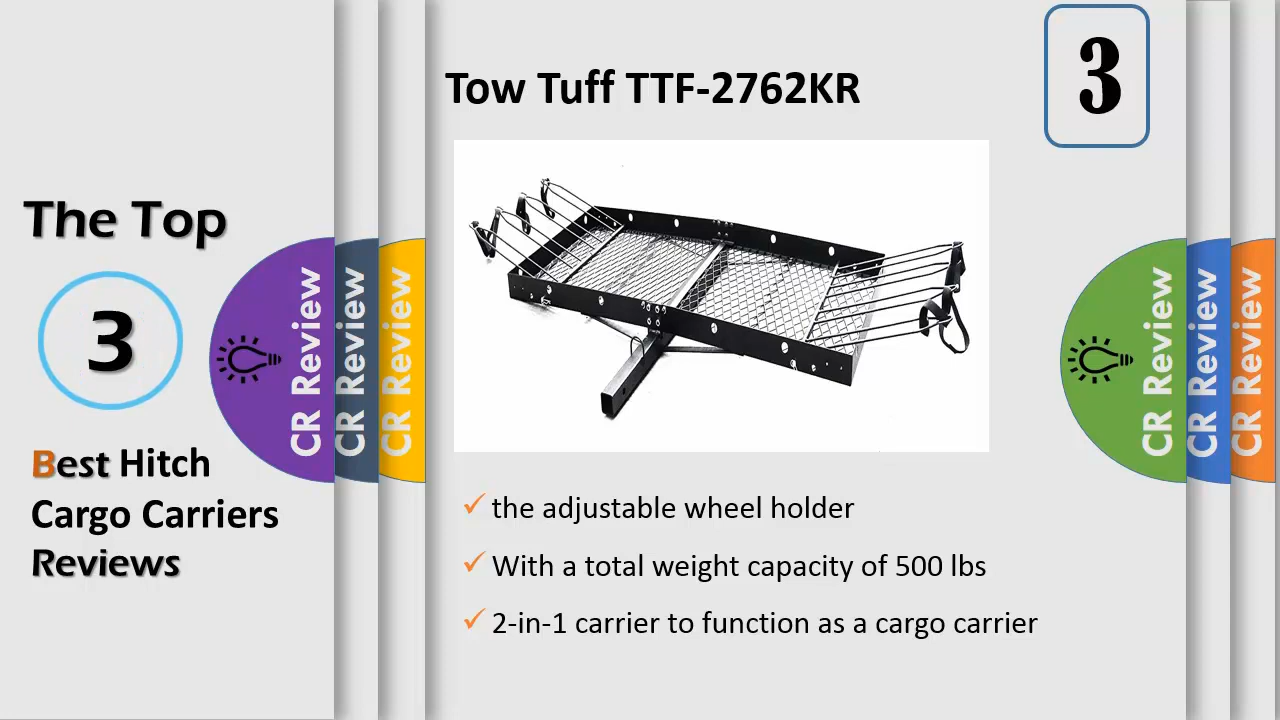 The Top
3
Best Hitch
Cargo Carriers
Reviews
CR Review
CR Review
CR Review
Tow Tuff TTF-2762KR
3
the adjustable wheel holder
With a total weight capacity of 500 lbs
2-in-1 carrier to function as a cargo carrier
CR Review
CR Review
CR Review